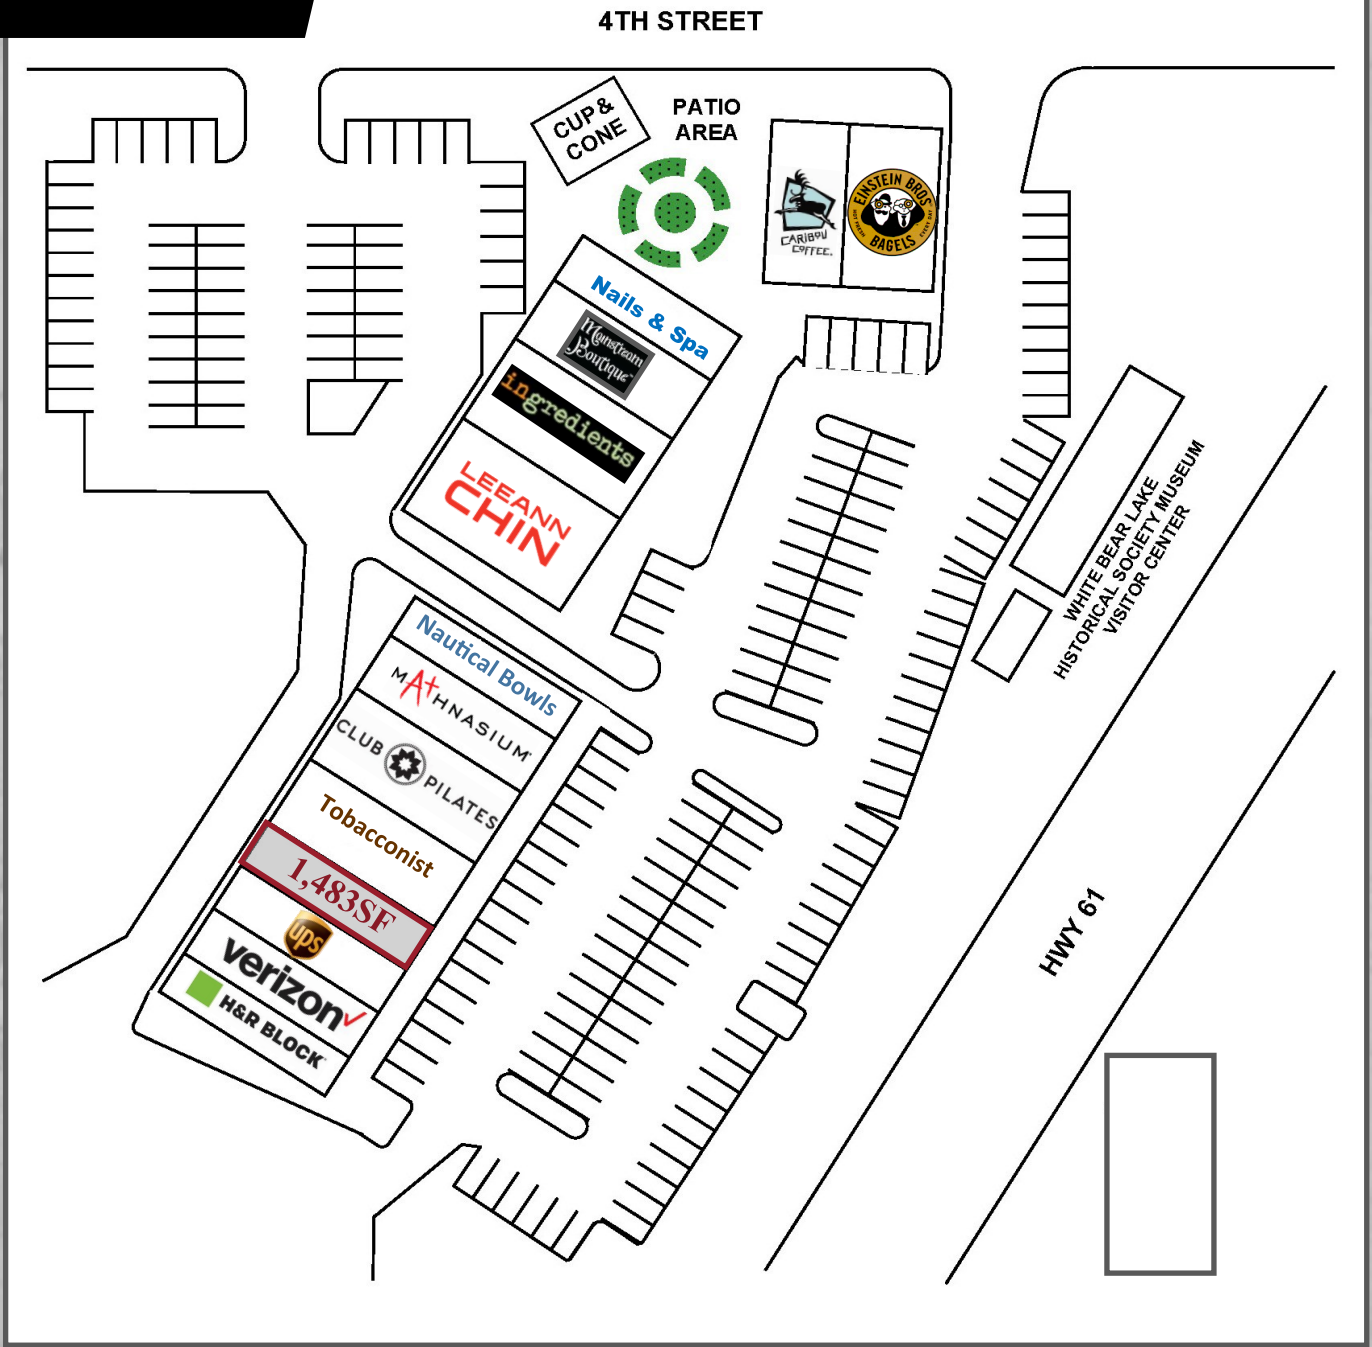 4TH STREET
CUP &
CONE
PATIO
AREA
CARIBOU
COFFEE.
EINSTEIN BROS
BAGELS
Nails & Spa
Mainstream
Boutique
ingredients
LEEANN
CHIN
Nautical Bowls
MATHNASIUM
CLUB PILATES
Tobacconist
1,483SF
ups
verizon
H&R BLOCK
WHITE BEAR LAKE
HISTORICAL SOCIETY MUSEUM
VISITOR CENTER
HWY 61